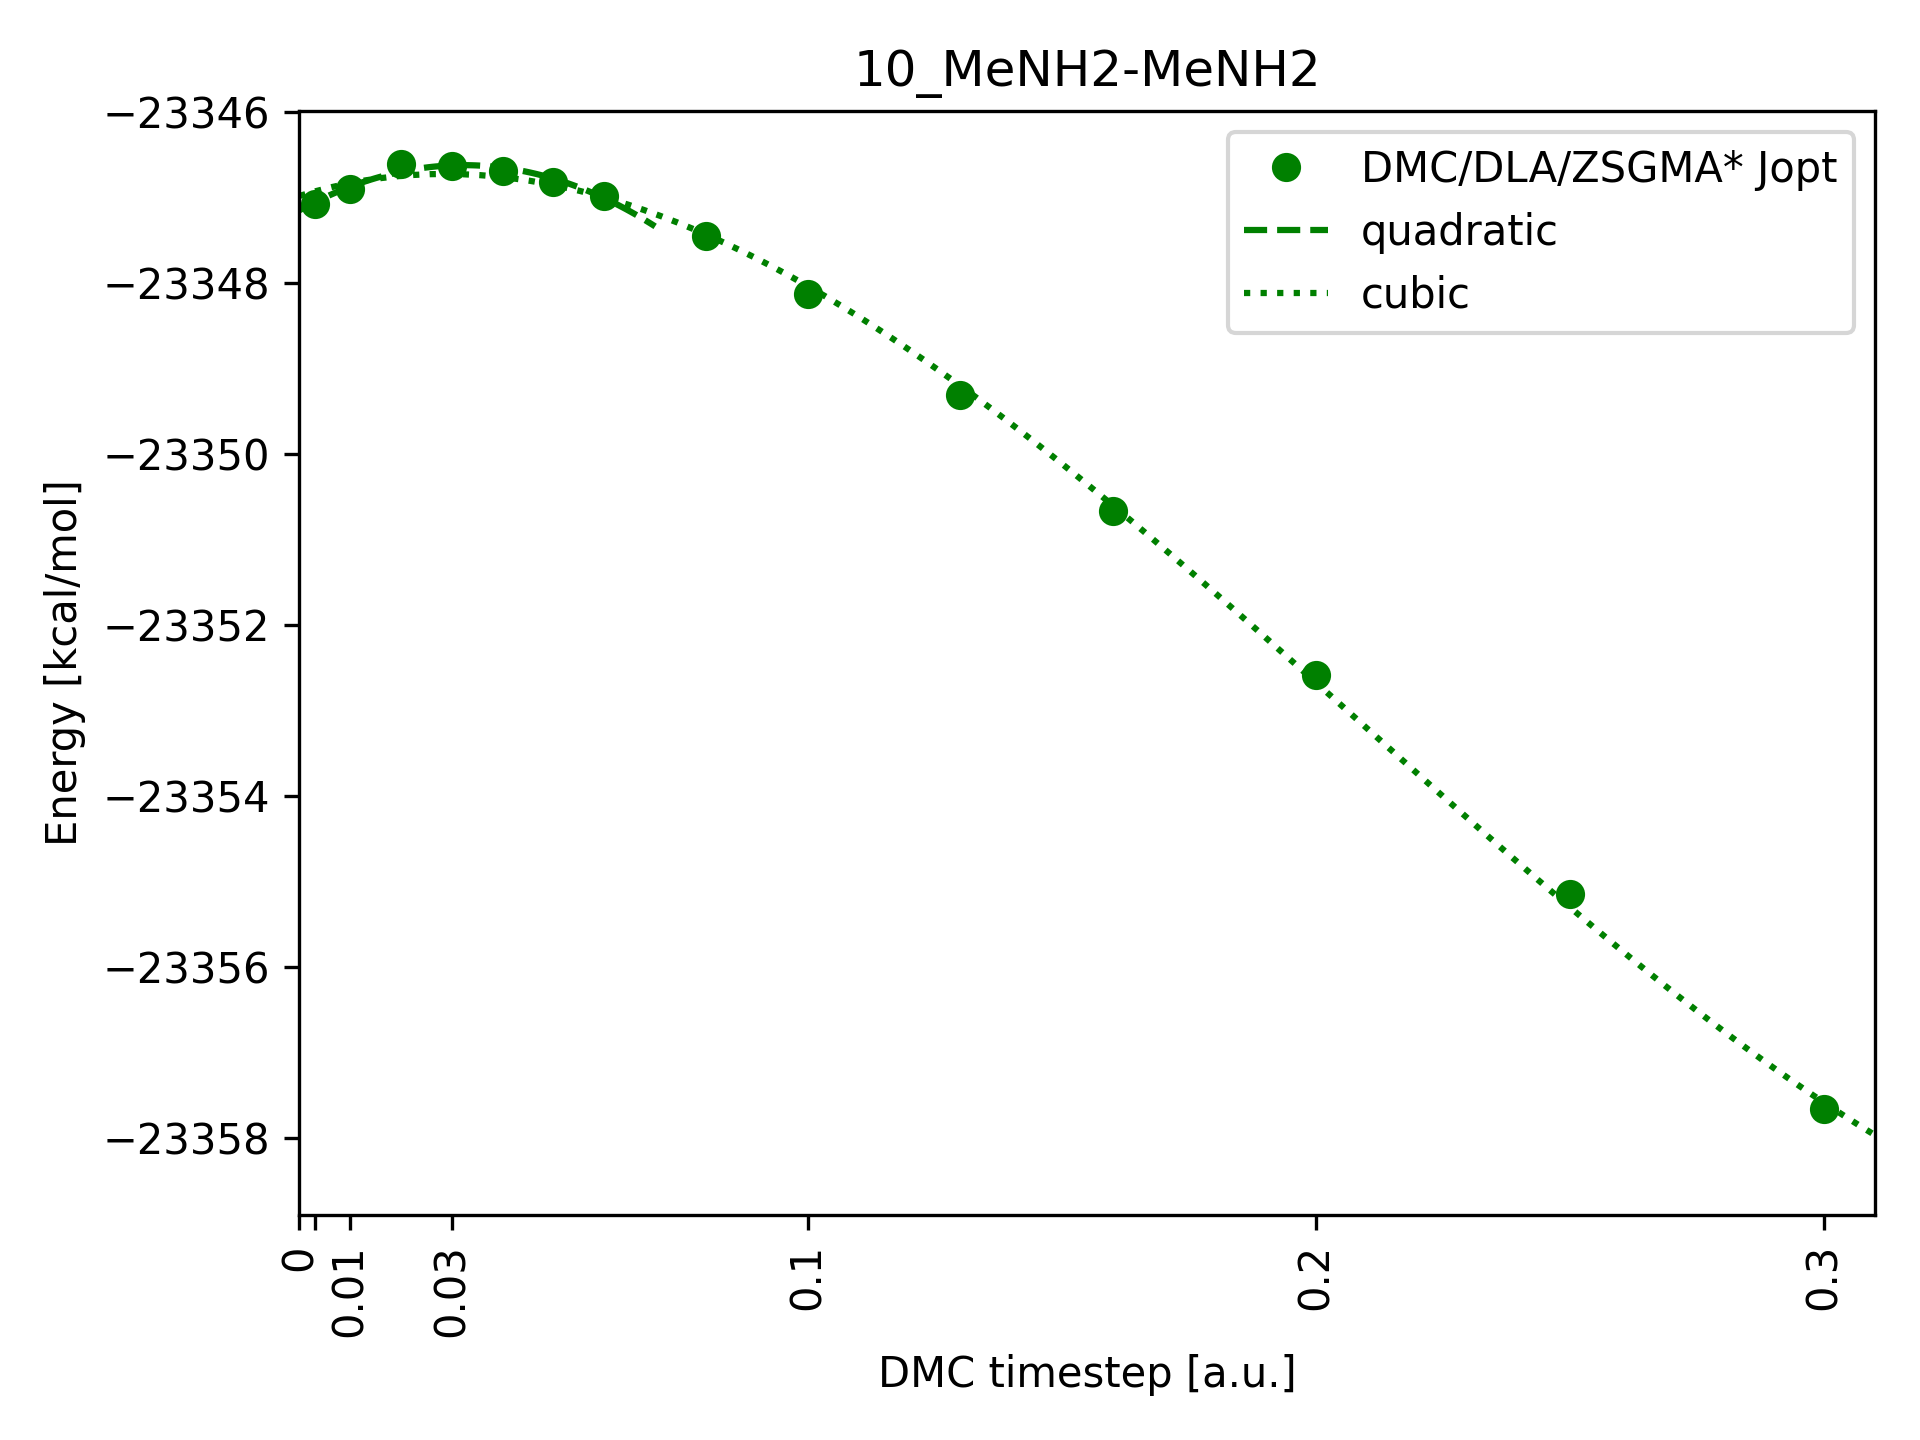 10_MeNH2-MeNH2
DMC/DLA/ZSGMA* Jopt
quadratic
cubic
−23346
−23348
−23350
−23352
−23354
−23356
−23358
Energy [kcal/mol]
0
0.01
0.03
0.1
0.2
0.3
DMC timestep [a.u.]